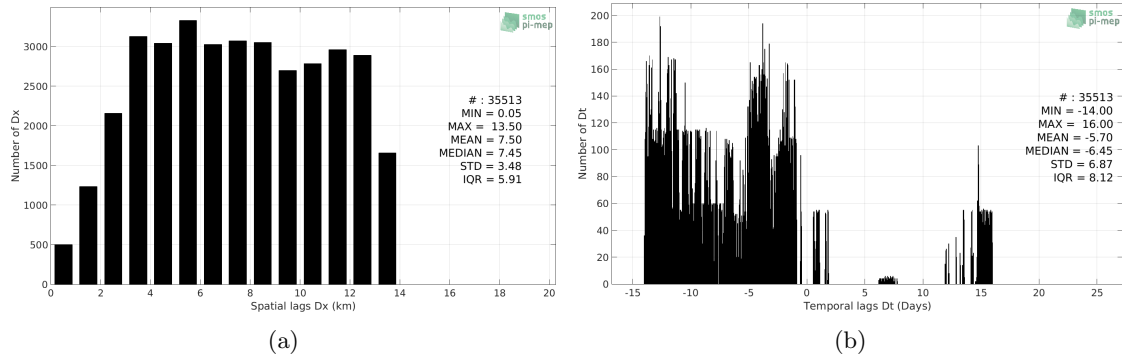 3000
2500
2000
1500
1000
500
0
Number of Dx
0
2
4
6
8
10
12
14
16
18
20
Spatial lags Dx (km)
smos
pi-mep
# : 35513
MIN = 0.05
MAX = 13.50
MEAN = 7.50
MEDIAN = 7.45
STD = 3.48
IQR = 5.91
(a)
200
180
160
140
120
100
80
60
40
20
0
Number of Dt
-15
-10
-5
0
5
10
15
20
25
Temporal lags Dt (Days)
smos
pi-mep
# : 35513
MIN = -14.00
MAX = 16.00
MEAN = -5.70
MEDIAN = -6.45
STD = 6.87
IQR = 8.12
(b)